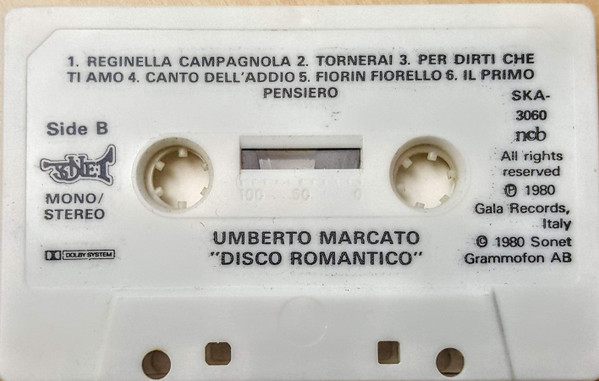 1. REGINELLA CAMPAGNOLA 2. TORNERAI 3. PER DIRTI CHE
TI AMO 4. CANTO DELL'ADDIO 5. FIORIN FIORELLO 6. IL PRIMO
PENSIERO
Side B
SONET
MONO/
STEREO
DOLBY SYSTEM
SKA-
3060
ncb
All rights
reserved
Ⓟ 1980
Gala Records,
Italy
© 1980 Sonet
Grammofon AB
100 50 0
UMBERTO MARCATO
"DISCO ROMANTICO"